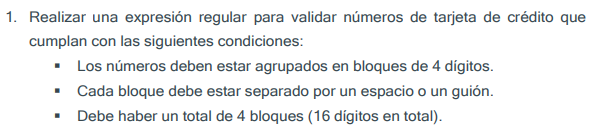 1. Realizar una expresión regular para validar números de tarjeta de crédito que
cumplan con las siguientes condiciones:
▪ Los números deben estar agrupados en bloques de 4 dígitos.
▪ Cada bloque debe estar separado por un espacio o un guión.
▪ Debe haber un total de 4 bloques (16 dígitos en total).